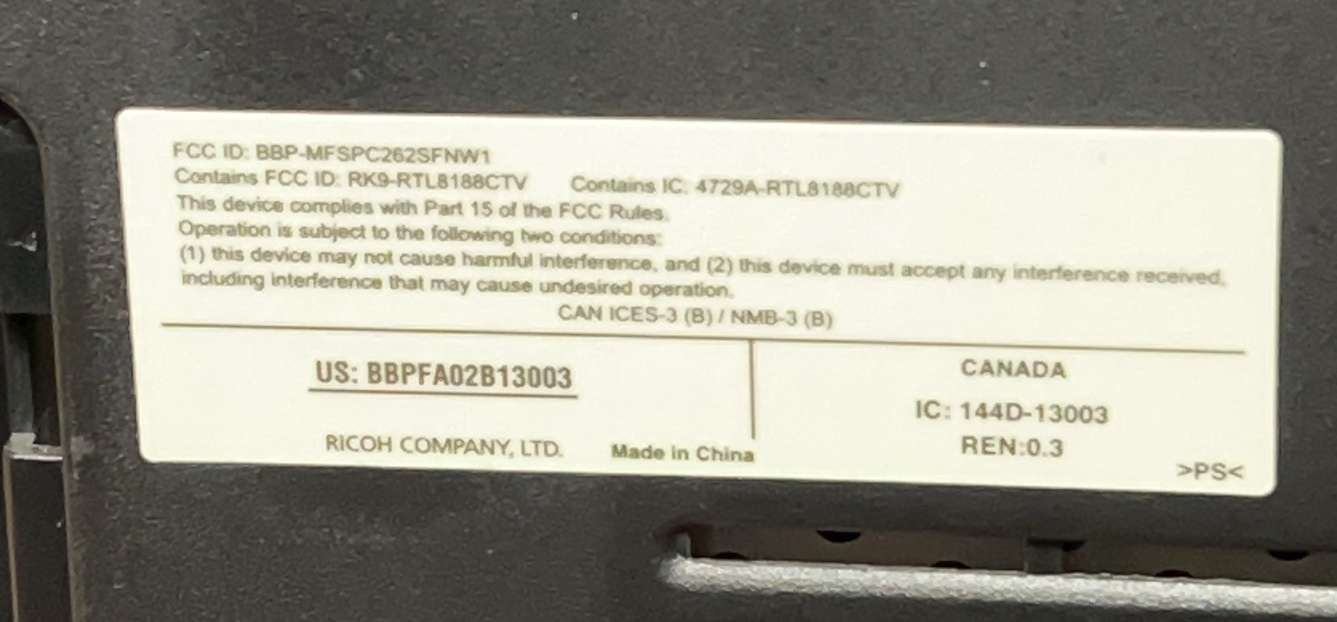 FCC ID: BBP-MFSPC262SFNW1
Contains FCC ID: RK9-RTL8188CTV Contains IC: 4729A-RTL8188CTV
This device complies with Part 15 of the FCC Rules.
Operation is subject to the following two conditions:
(1) this device may not cause harmful interference, and (2) this device must accept any interference received,
including interference that may cause undesired operation.
CAN ICES-3 (B) / NMB-3 (B)
US: BBPFA02B13003
RICOH COMPANY, LTD. Made in China
CANADA
IC: 144D-13003
REN:0.3
>PS<